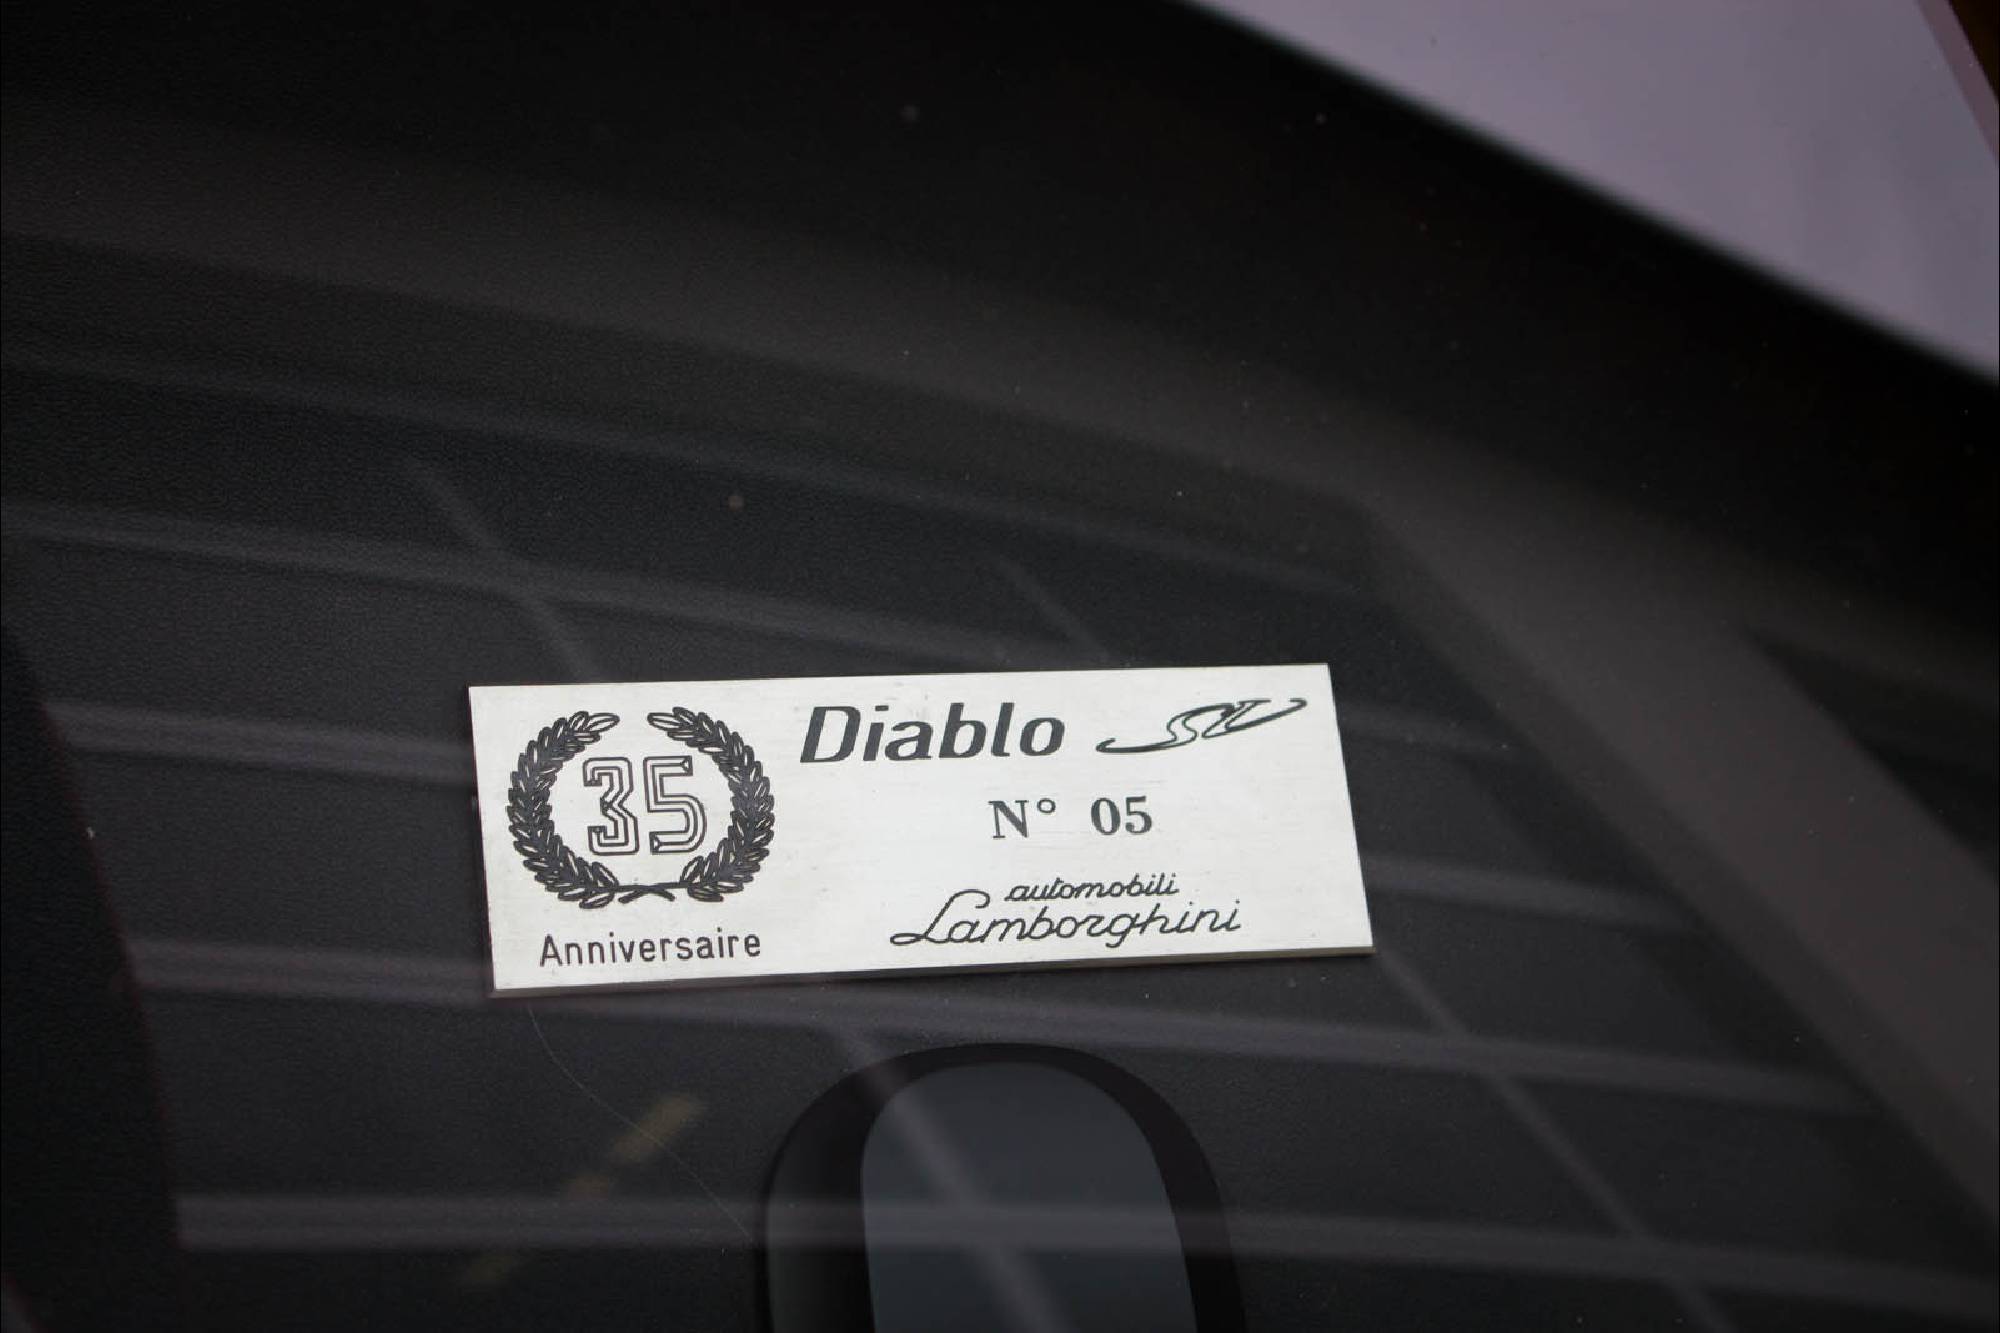 35
Anniversaire
Diablo SV
N° 05
automobili
Lamborghini